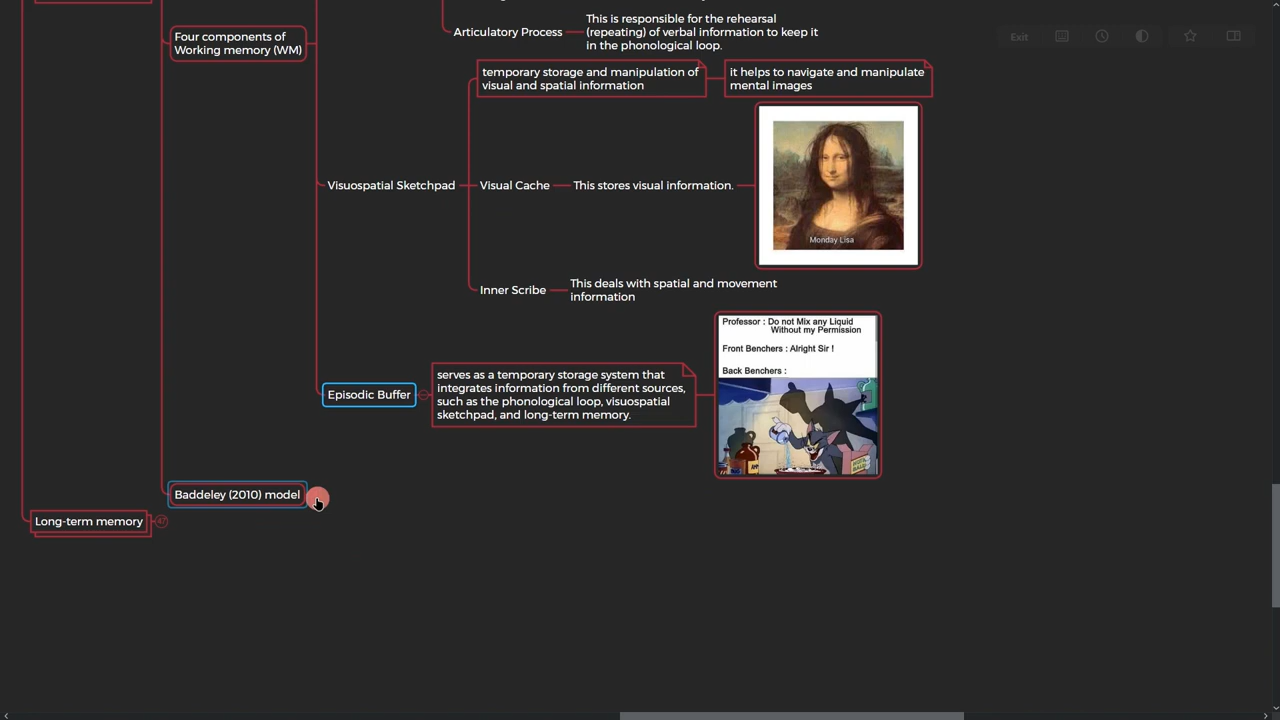 Exit
Four components of
Working memory (WM)
Articulatory Process
This is responsible for the rehearsal
(repeating) of verbal information to keep it
in the phonological loop.
temporary storage and manipulation of
visual and spatial information
it helps to navigate and manipulate
mental images
Visuospatial Sketchpad
Visual Cache
This stores visual information.
Monday Lisa
Inner Scribe
This deals with spatial and movement
information
Episodic Buffer
serves as a temporary storage system that
integrates information from different sources,
such as the phonological loop, visuospatial
sketchpad, and long-term memory.
Professor : Do not Mix any Liquid
Without my Permission
Front Benchers : Alright Sir !
Back Benchers :
Baddeley (2010) model
Long-term memory
47